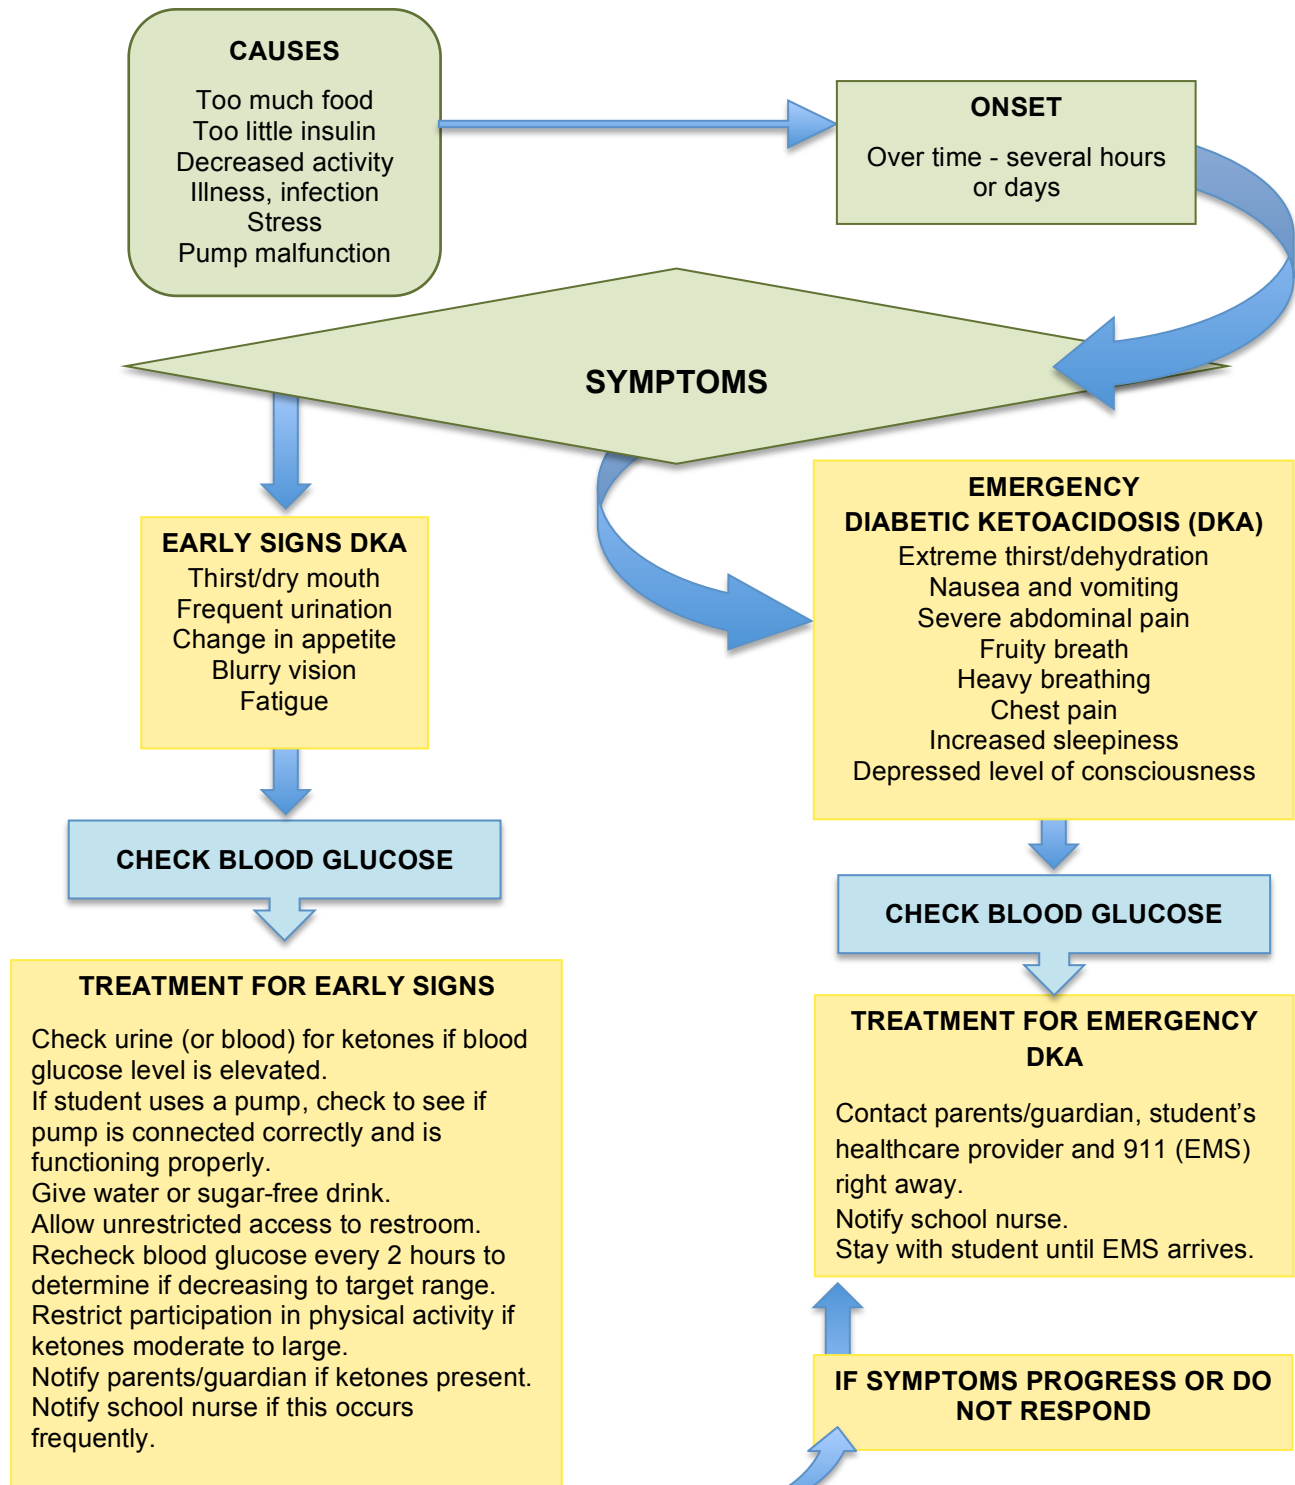 CAUSES
Too much food
Too little insulin
Decreased activity
Illness, infection
Stress
Pump malfunction
ONSET
Over time - several hours
or days
SYMPTOMS
EARLY SIGNS DKA
Thirst/dry mouth
Frequent urination
Change in appetite
Blurry vision
Fatigue
EMERGENCY
DIABETIC KETOACIDOSIS (DKA)
Extreme thirst/dehydration
Nausea and vomiting
Severe abdominal pain
Fruity breath
Heavy breathing
Chest pain
Increased sleepiness
Depressed level of consciousness
CHECK BLOOD GLUCOSE
CHECK BLOOD GLUCOSE
TREATMENT FOR EARLY SIGNS
Check urine (or blood) for ketones if blood
glucose level is elevated.
If student uses a pump, check to see if
pump is connected correctly and is
functioning properly.
Give water or sugar-free drink.
Allow unrestricted access to restroom.
Recheck blood glucose every 2 hours to
determine if decreasing to target range.
Restrict participation in physical activity if
ketones moderate to large.
Notify parents/guardian if ketones present.
Notify school nurse if this occurs
frequently.
TREATMENT FOR EMERGENCY
DKA
Contact parents/guardian, student’s
healthcare provider and 911 (EMS)
right away.
Notify school nurse.
Stay with student until EMS arrives.
IF SYMPTOMS PROGRESS OR DO
NOT RESPOND